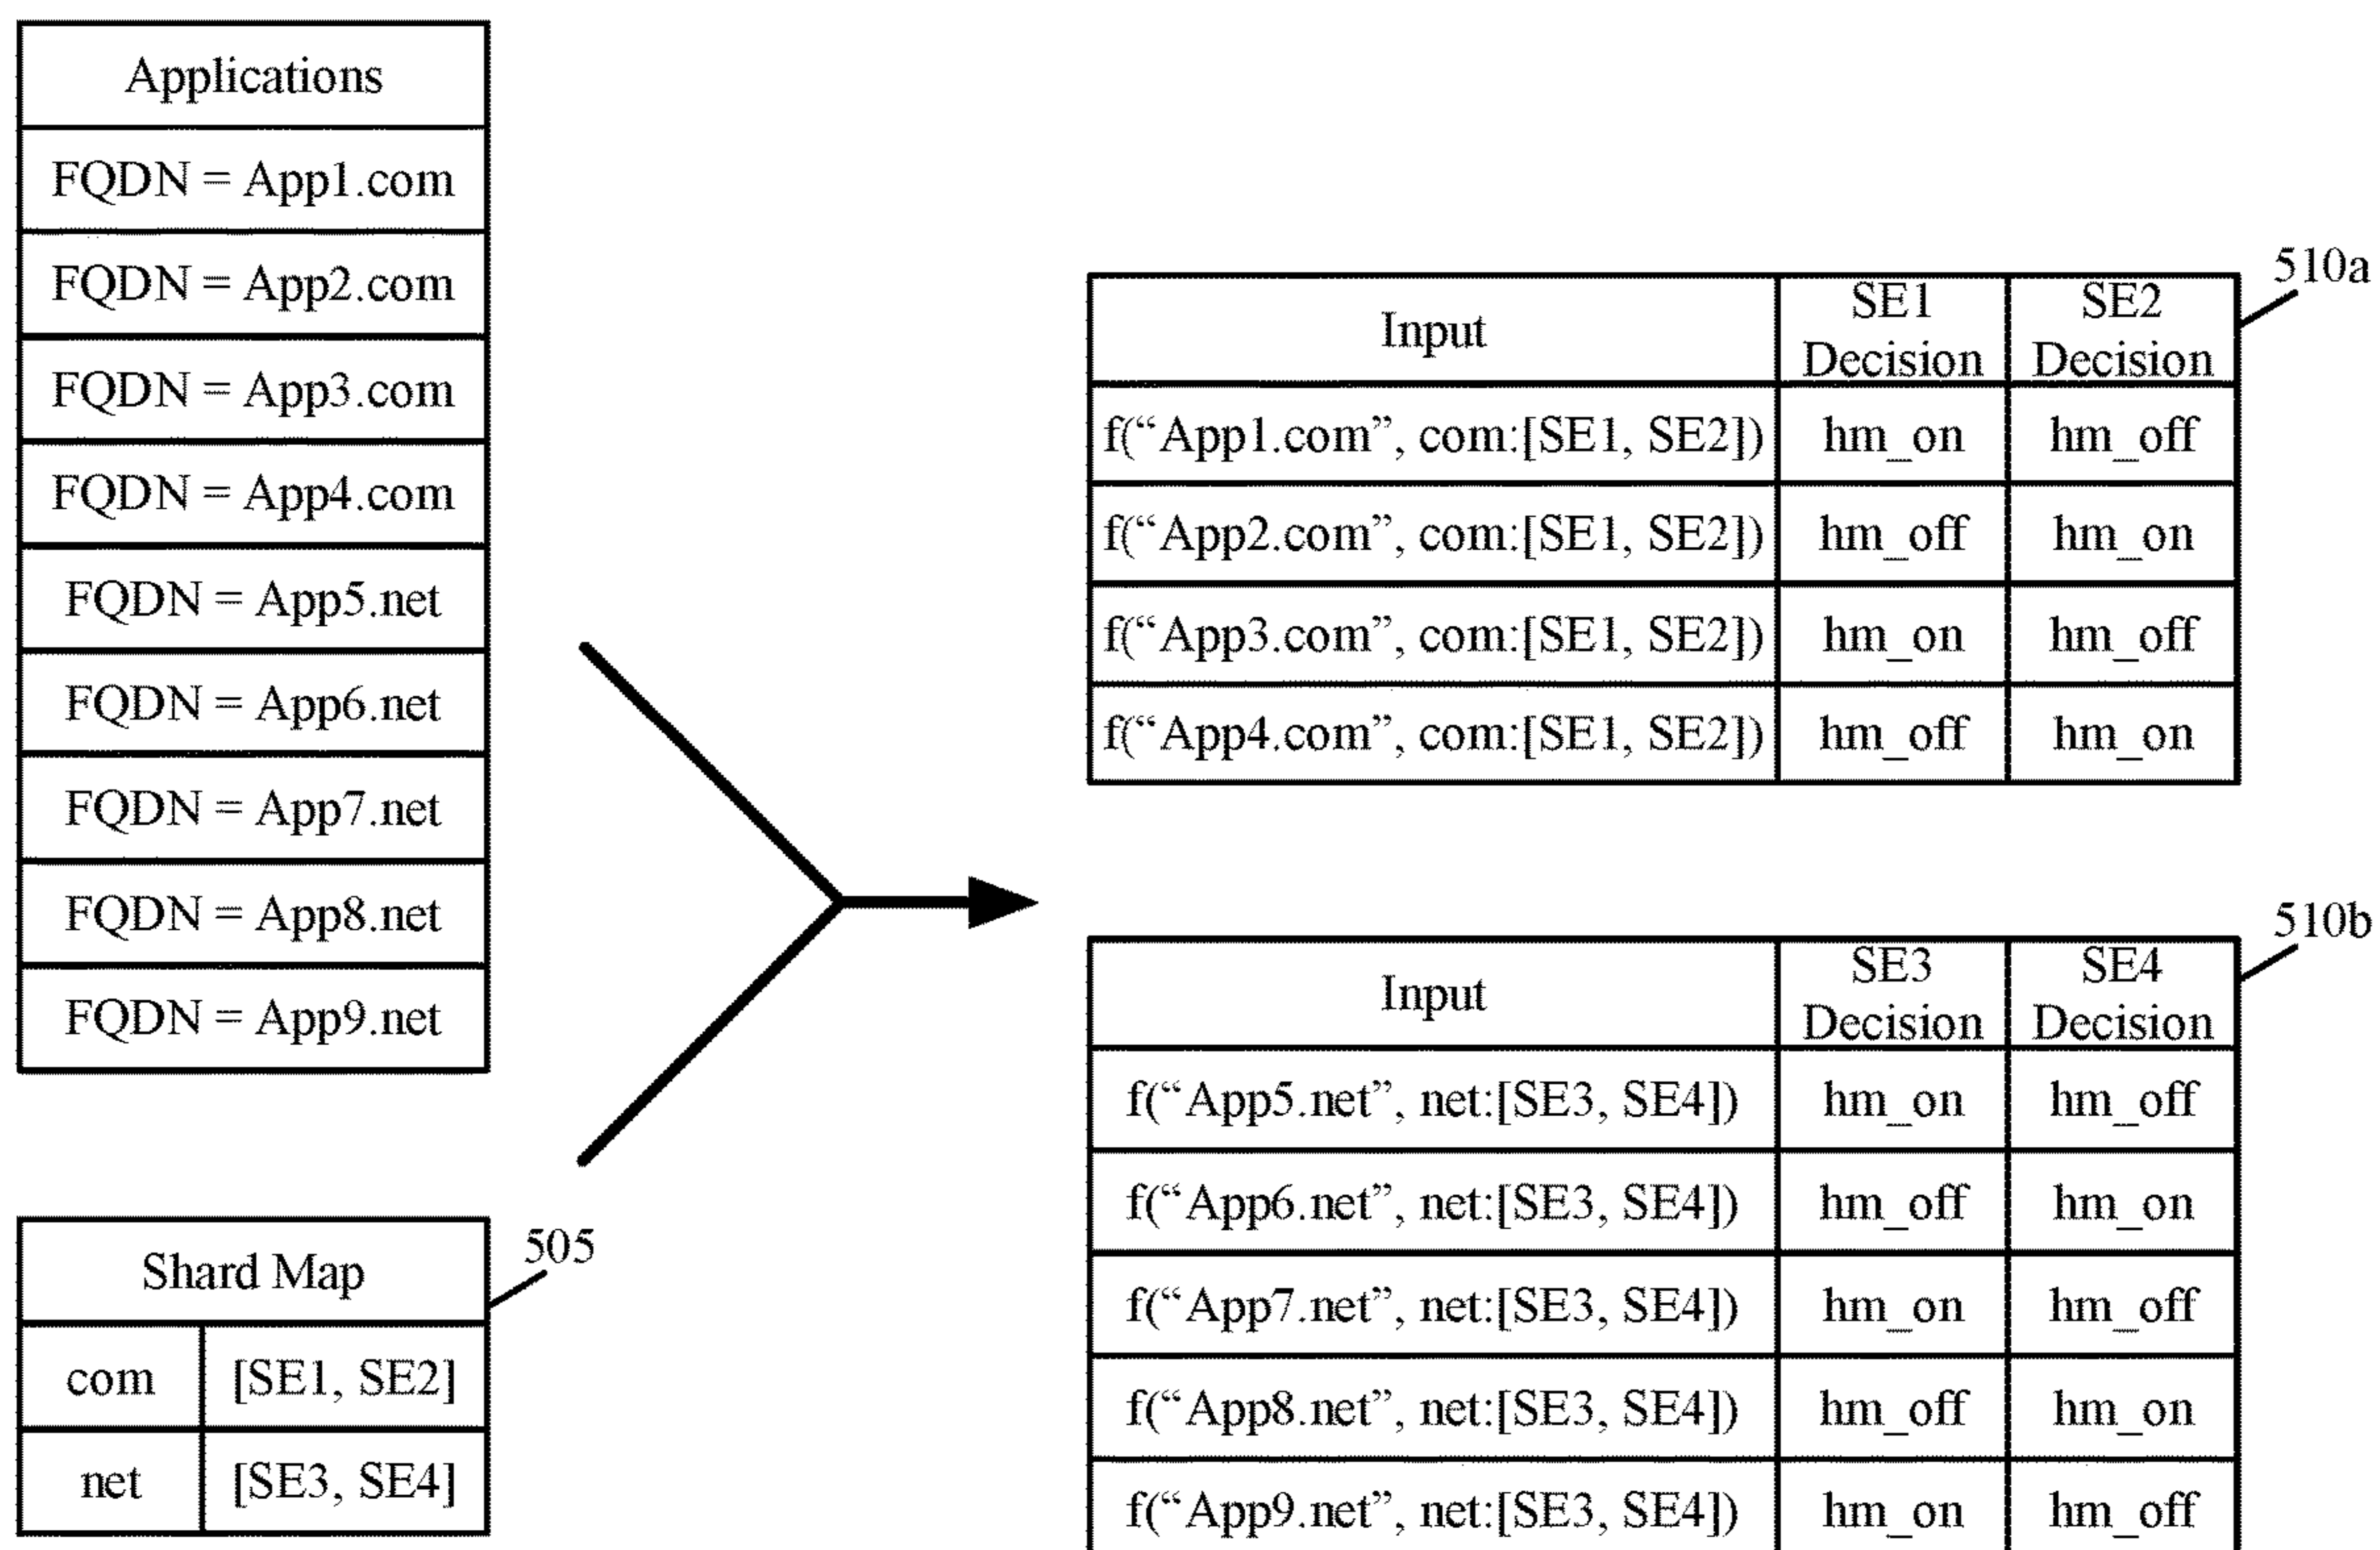 Applications
FQDN = App1.com
FQDN = App2.com
FQDN = App3.com
FQDN = App4.com
FQDN = App5.net
FQDN = App6.net
FQDN = App7.net
FQDN = App8.net
FQDN = App9.net
Shard Map
505
com [SE1, SE2]
net [SE3, SE4]
510a
Input SE1 Decision SE2 Decision
f(“App1.com”, com:[SE1, SE2]) hm_on hm_off
f(“App2.com”, com:[SE1, SE2]) hm_off hm_on
f(“App3.com”, com:[SE1, SE2]) hm_on hm_off
f(“App4.com”, com:[SE1, SE2]) hm_off hm_on
510b
Input SE3 Decision SE4 Decision
f(“App5.net”, net:[SE3, SE4]) hm_on hm_off
f(“App6.net”, net:[SE3, SE4]) hm_off hm_on
f(“App7.net”, net:[SE3, SE4]) hm_on hm_off
f(“App8.net”, net:[SE3, SE4]) hm_off hm_on
f(“App9.net”, net:[SE3, SE4]) hm_on hm_off